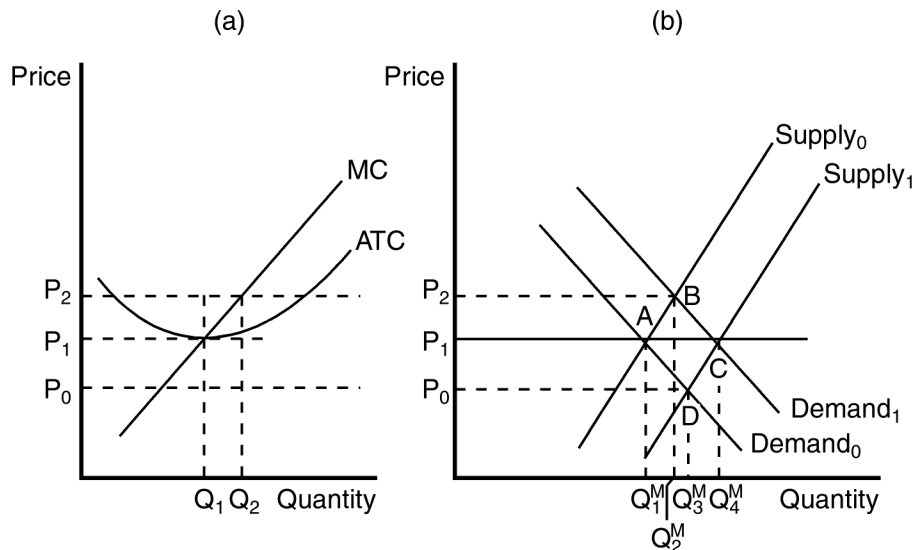 (a)
Price
MC
ATC
P₂
P₁
P₀
Q₁ Q₂ Quantity
(b)
Price
Supply₀
Supply₁
P₂
B
A
P₁
C
P₀
D
Demand₁
Demand₀
Q₁ᴹ Q₃ᴹ Q₄ᴹ Quantity
Q₂ᴹ